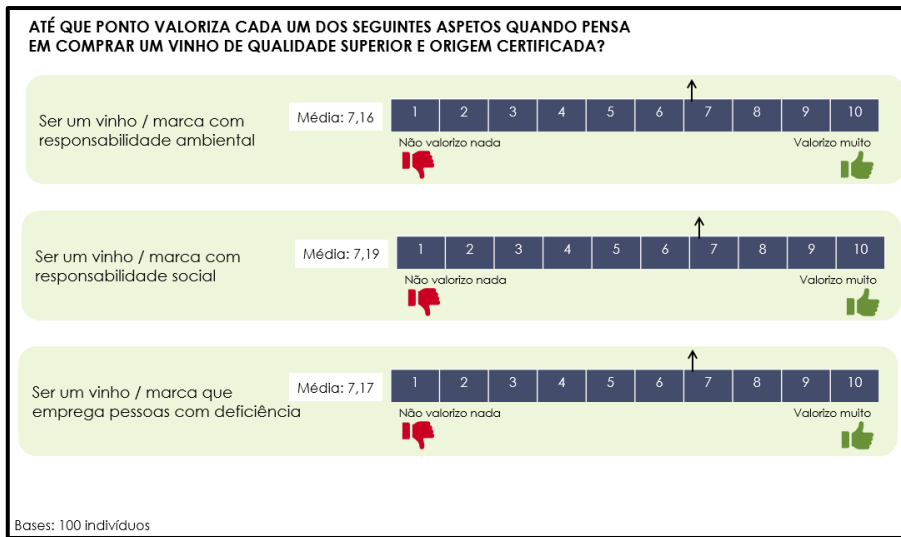 ATÉ QUE PONTO VALORIZA CADA UM DOS SEGUINTES ASPETOS QUANDO PENSA
EM COMPRAR UM VINHO DE QUALIDADE SUPERIOR E ORIGEM CERTIFICADA?
Ser um vinho / marca com
responsabilidade ambiental
Média: 7,16
1 2 3 4 5 6 7 8 9 10
Não valorizo nada
Valorizo muito
Ser um vinho / marca com
responsabilidade social
Média: 7,19
1 2 3 4 5 6 7 8 9 10
Não valorizo nada
Valorizo muito
Ser um vinho / marca que
emprega pessoas com deficiência
Média: 7,17
1 2 3 4 5 6 7 8 9 10
Não valorizo nada
Valorizo muito
Bases: 100 indivíduos